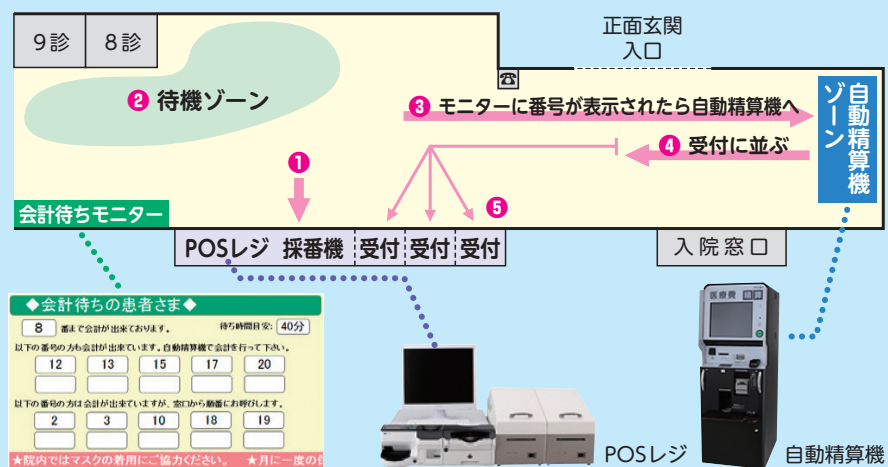 9診 8診
正面玄関
入口
❷ 待機ゾーン
❸ モニターに番号が表示されたら自動精算機へ
自動精算機
ゾーン
❹ 受付に並ぶ
❶
❺
会計待ちモニター
POSレジ 採番機 受付 受付 受付
入院窓口
◆会計待ちの患者さま◆
8 番まで会計が出来ております。 待ち時間目安: 40分
以下の番号の方も会計が出来ています。自動精算機で会計を行って下さい。
12 13 15 17 20
以下の番号の方は会計が出来ていますが、窓口から順番にお呼びします。
2 3 10 18 19
★院内ではマスクの着用にご協力ください。 ★月に一度の
医療費
POSレジ
自動精算機